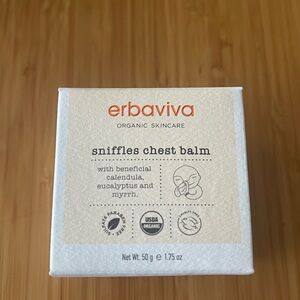 erbaviva
ORGANIC SKINCARE
sniffles chest balm
with beneficial
calendula,
eucalyptus and
myrrh.
USDA
ORGANIC
Net Wt. 50 g ℮ 1.75 oz